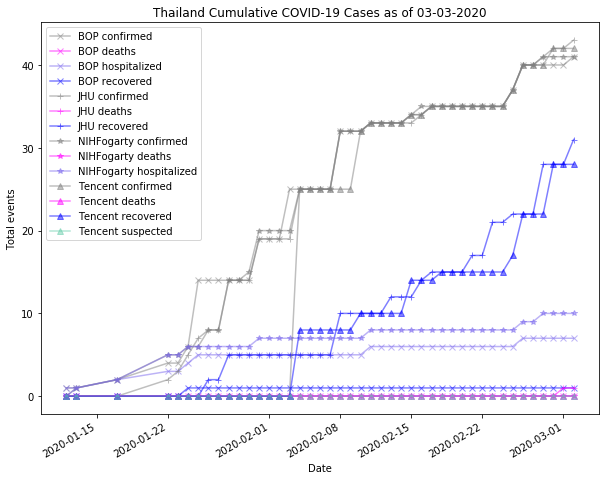 Thailand Cumulative COVID-19 Cases as of 03-03-2020
BOP confirmed
BOP deaths
BOP hospitalized
BOP recovered
JHU confirmed
JHU deaths
JHU recovered
NIHFogarty confirmed
NIHFogarty deaths
NIHFogarty hospitalized
Tencent confirmed
Tencent deaths
Tencent recovered
Tencent suspected
Total events
40
30
20
10
0
2020-01-15
2020-01-22
2020-02-01
2020-02-08
2020-02-15
2020-02-22
2020-03-01
Date